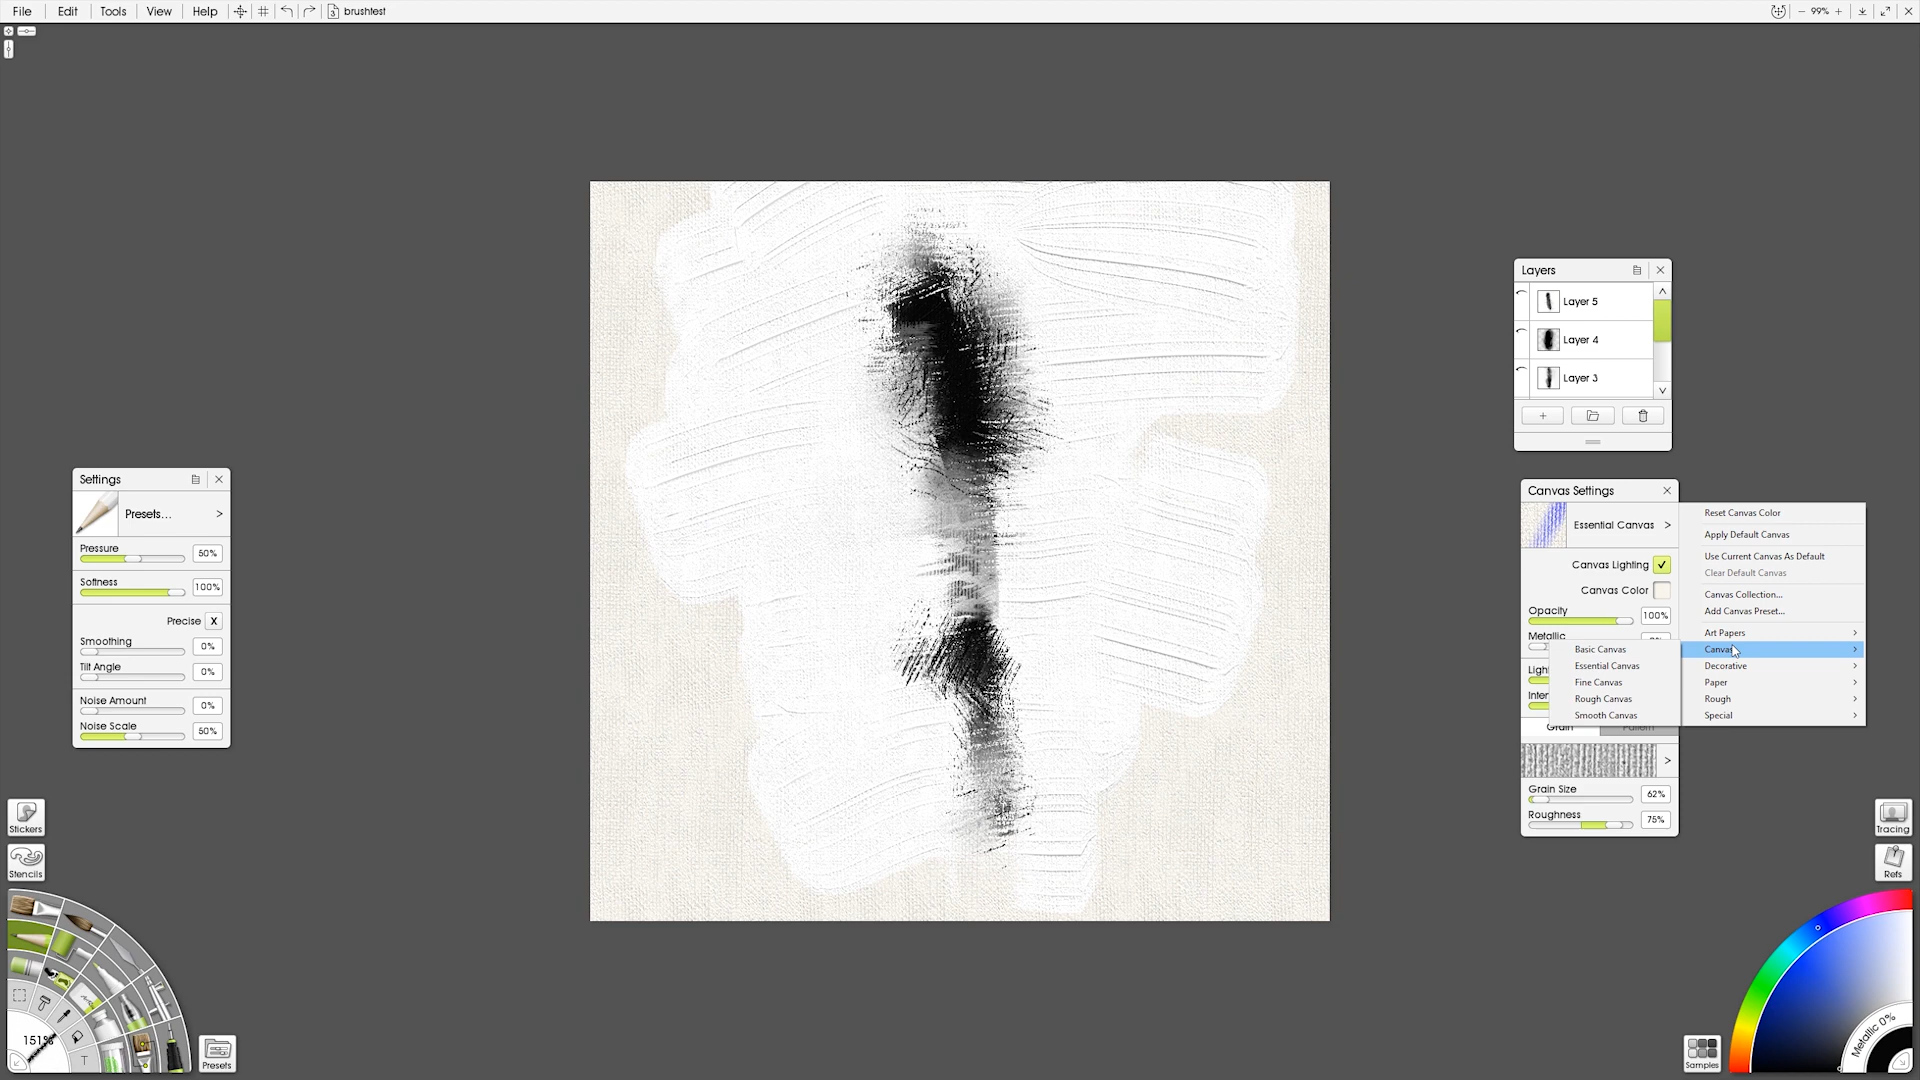 File Edit Tools View Help 3 brushtest 99%
Layers
Layer 5
Layer 4
Layer 3
Settings
Presets...
Pressure
50%
Softness
100%
Precise X
Smoothing
0%
Tilt Angle
0%
Noise Amount
0%
Noise Scale
50%
Canvas Settings
Essential Canvas
Canvas Lighting
Canvas Color
Opacity
100%
Metallic
Grain
Grain Size
62%
Roughness
75%
Reset Canvas Color
Apply Default Canvas
Use Current Canvas As Default
Clear Default Canvas
Canvas Collection...
Add Canvas Preset...
Art Papers
Canvas
Decorative
Paper
Rough
Special
Basic Canvas
Essential Canvas
Fine Canvas
Rough Canvas
Smooth Canvas
Stickers
Stencils
151%
T
Presets
Tracing
Refs
Samples
Metallic 0%